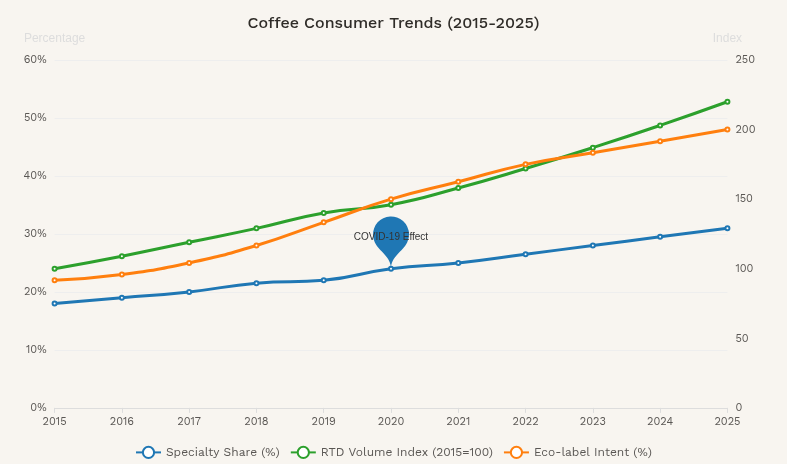 Coffee Consumer Trends (2015-2025)
Percentage Index
60% 250
50% 200
40% 150
30% 100
20% 50
10% 0
0%
COVID-19 Effect
2015 2016 2017 2018 2019 2020 2021 2022 2023 2024 2025
Specialty Share (%) RTD Volume Index (2015=100) Eco-label Intent (%)